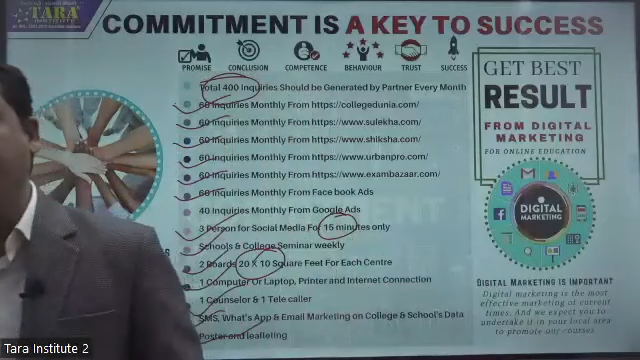 TARA
INSTITUTE
COMMITMENT IS A KEY TO SUCCESS
PROMISE CONCLUSION COMPETENCE BEHAVIOUR TRUST SUCCESS
Total 400 Inquiries Should be Generated by Partner Every Month
60 Inquiries Monthly From https://collegedunia.com/
60 Inquiries Monthly From https://www.sulekha.com/
60 Inquiries Monthly From https://www.shiksha.com/
60 Inquiries Monthly From https://www.urbanpro.com/
60 Inquiries Monthly From https://www.exambazaar.com/
60 Inquiries Monthly From Face book Ads
40 Inquiries Monthly From Google Ads
3 Person for Social Media For 15 minutes only
Schools & College Seminar weekly
2 Boards 20 X 10 Square Feet For Each Centre
1 Computer Or Laptop, Printer and Internet Connection
1 Counselor & 1 Tele caller
SMS, What's App & Email Marketing on College & School's Data
Poster and leafleting
GET BEST
RESULT
FROM DIGITAL
MARKETING
FOR ONLINE EDUCATION
DIGITAL
MARKETING
DIGITAL MARKETING IS IMPORTANT
Digital marketing is the most
effective marketing of current
times. And we expect you to
undertake it in your local area
to promote our courses
Tara Institute 2